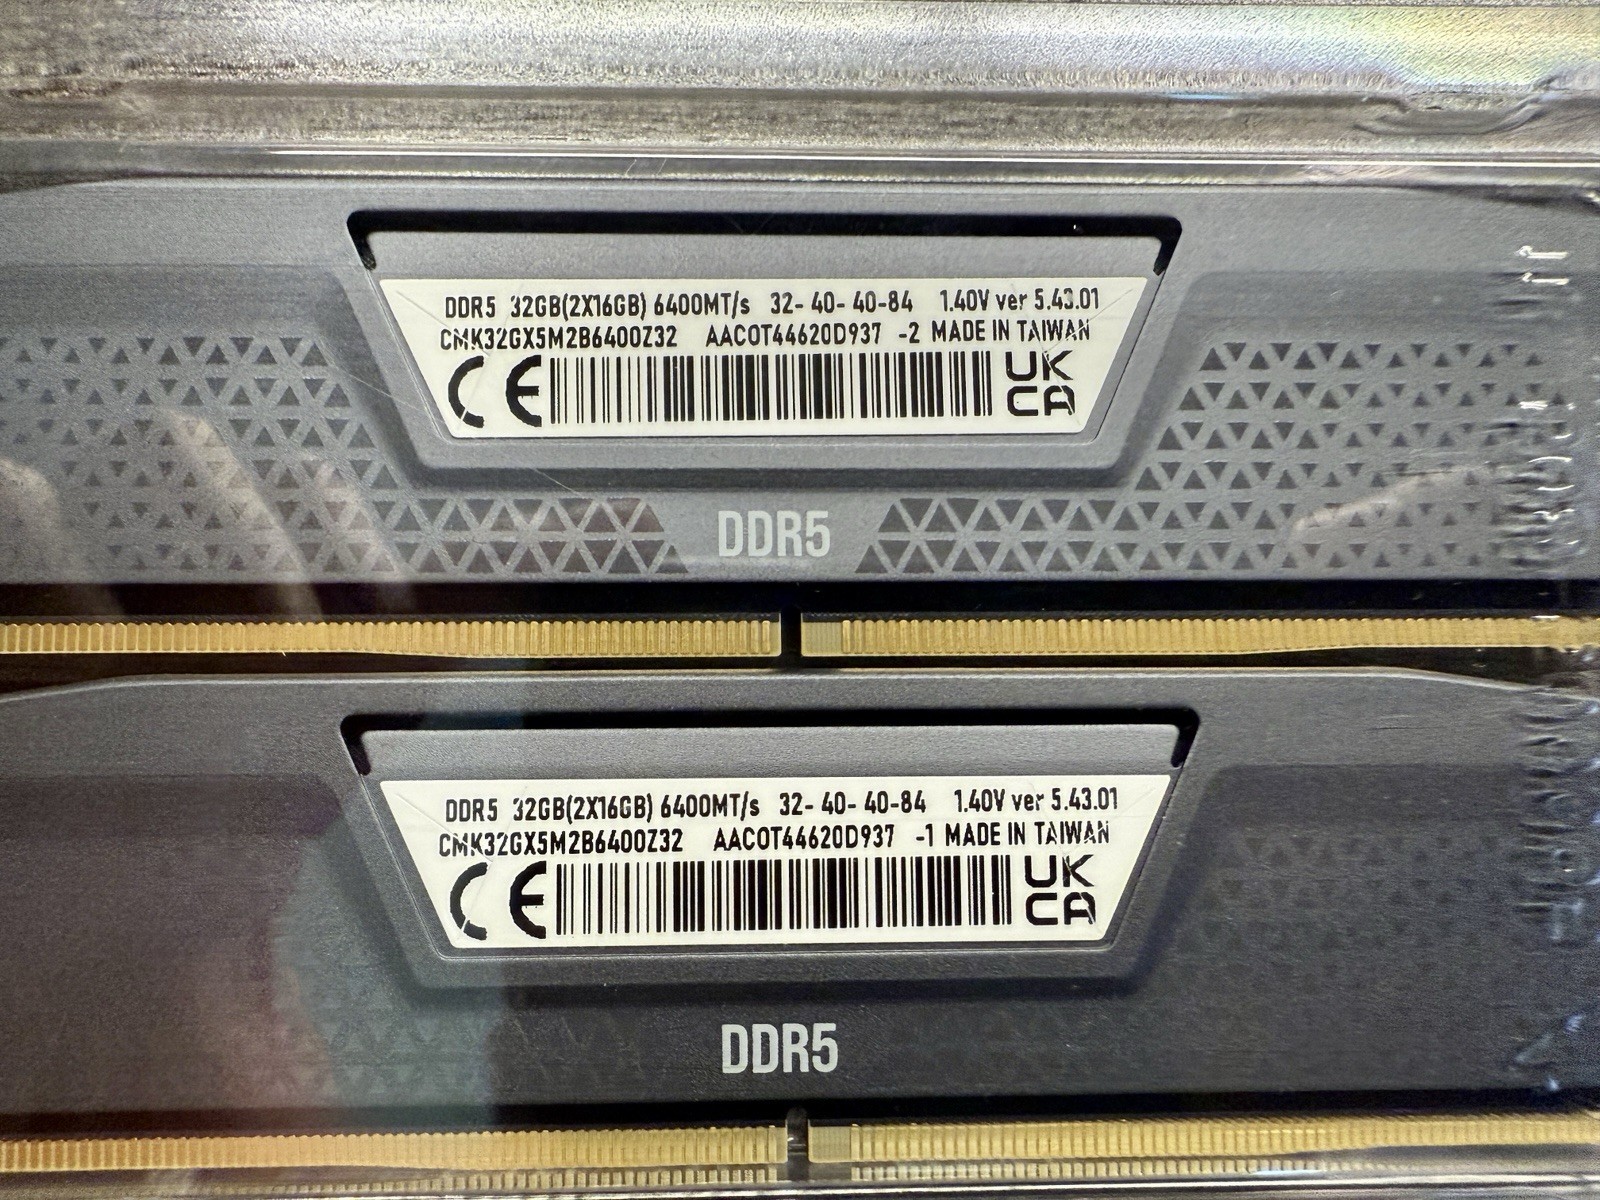 DDR5 32GB(2X16GB) 6400MT/s 32- 40- 40-84 1.40V ver 5.43.01
CMK32GX5M2B6400Z32 AACOT44620D937 -2 MADE IN TAIWAN
CE
UK
CA
DDR5
DDR5 32GB(2X16GB) 6400MT/s 32- 40- 40-84 1.40V ver 5.43.01
CMK32GX5M2B6400Z32 AACOT44620D937 -1 MADE IN TAIWAN
CE
UK
CA
DDR5